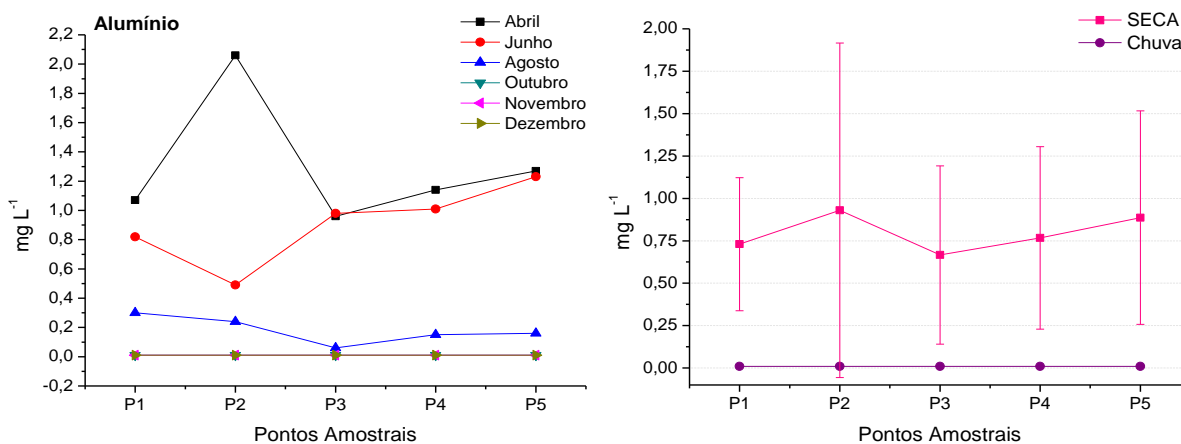 Alumínio
Abril
Junho
Agosto
Outubro
Novembro
Dezembro
2,2
2,0
1,8
1,6
1,4
1,2
1,0
0,8
0,6
0,4
0,2
0,0
-0,2
mg L-1
P1 P2 P3 P4 P5
Pontos Amostrais
SECA
Chuva
2,00
1,75
1,50
1,25
1,00
0,75
0,50
0,25
0,00
mg L-1
P1 P2 P3 P4 P5
Pontos Amostrais